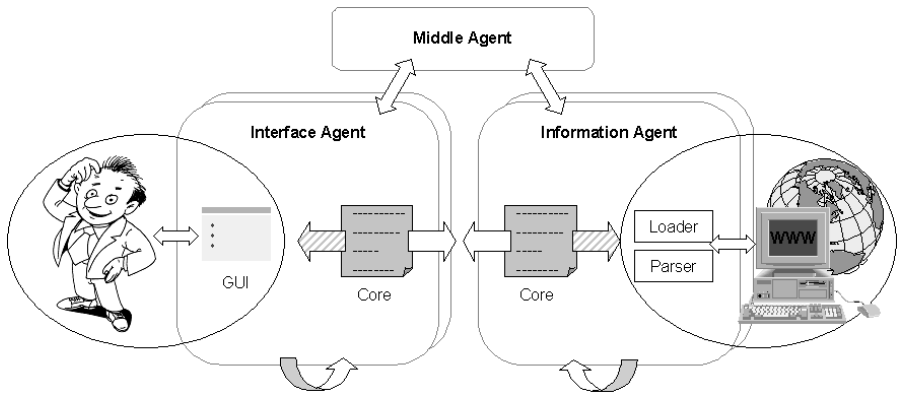 Middle Agent
Interface Agent
Information Agent
Loader
WWW
Parser
GUI
Core
Core